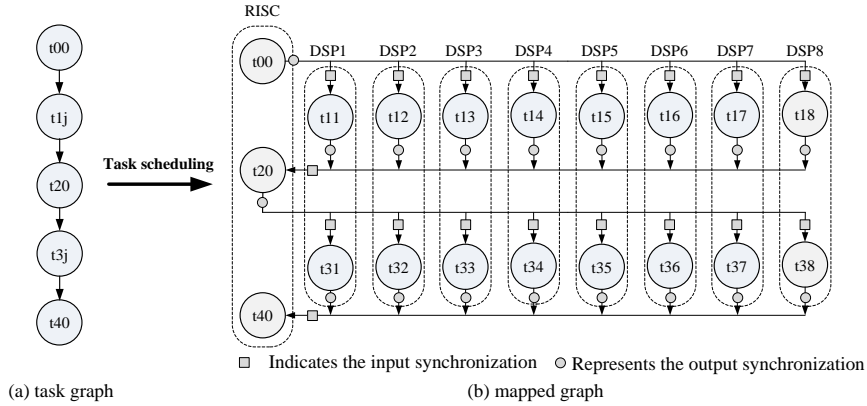 RISC
DSP1 DSP2 DSP3 DSP4 DSP5 DSP6 DSP7 DSP8
t00
t1j
t20
t3j
t40
Task scheduling
t00
t11 t12 t13 t14 t15 t16 t17 t18
t20
t31 t32 t33 t34 t35 t36 t37 t38
t40
Indicates the input synchronization
Represents the output synchronization
(a) task graph
(b) mapped graph